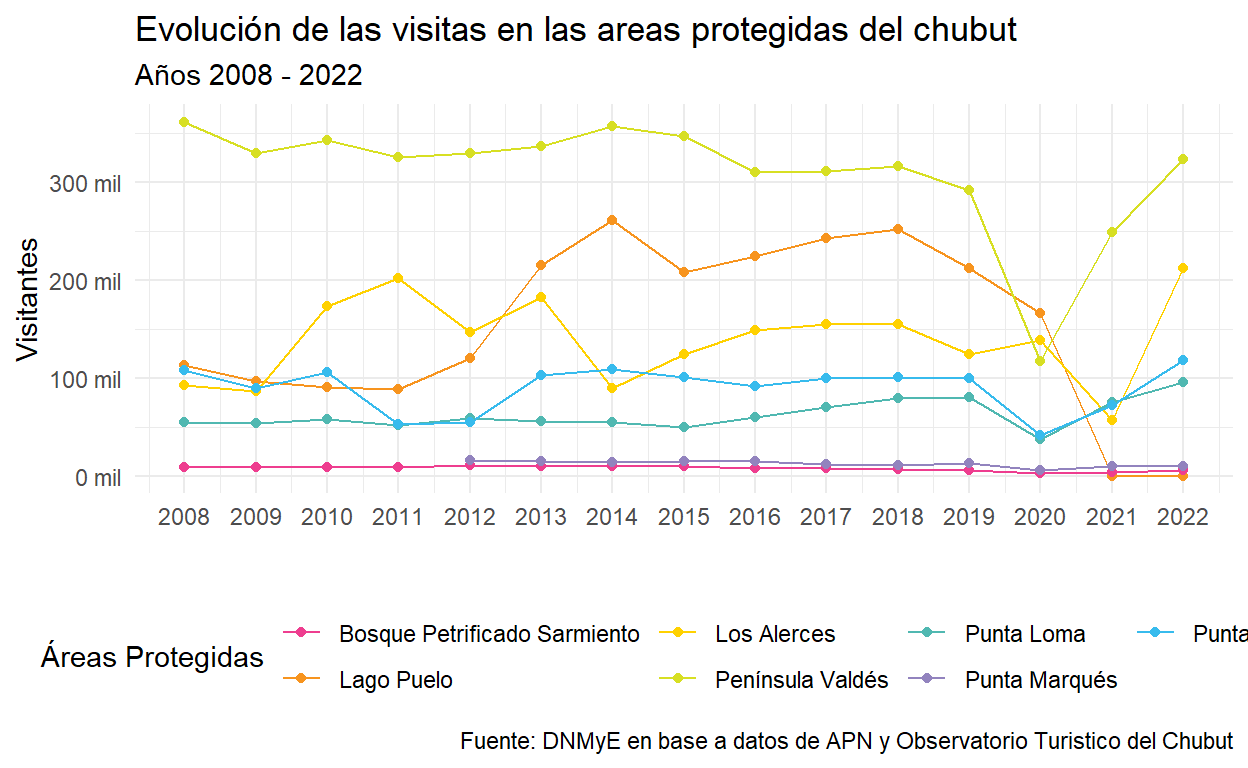 Evolución de las visitas en las areas protegidas del chubut
Años 2008 - 2022
Visitantes
300 mil
200 mil
100 mil
0 mil
2008 2009 2010 2011 2012 2013 2014 2015 2016 2017 2018 2019 2020 2021 2022
Áreas Protegidas
Bosque Petrificado Sarmiento Los Alerces Punta Loma Punta
Lago Puelo Península Valdés Punta Marqués
Fuente: DNMyE en base a datos de APN y Observatorio Turistico del Chubut